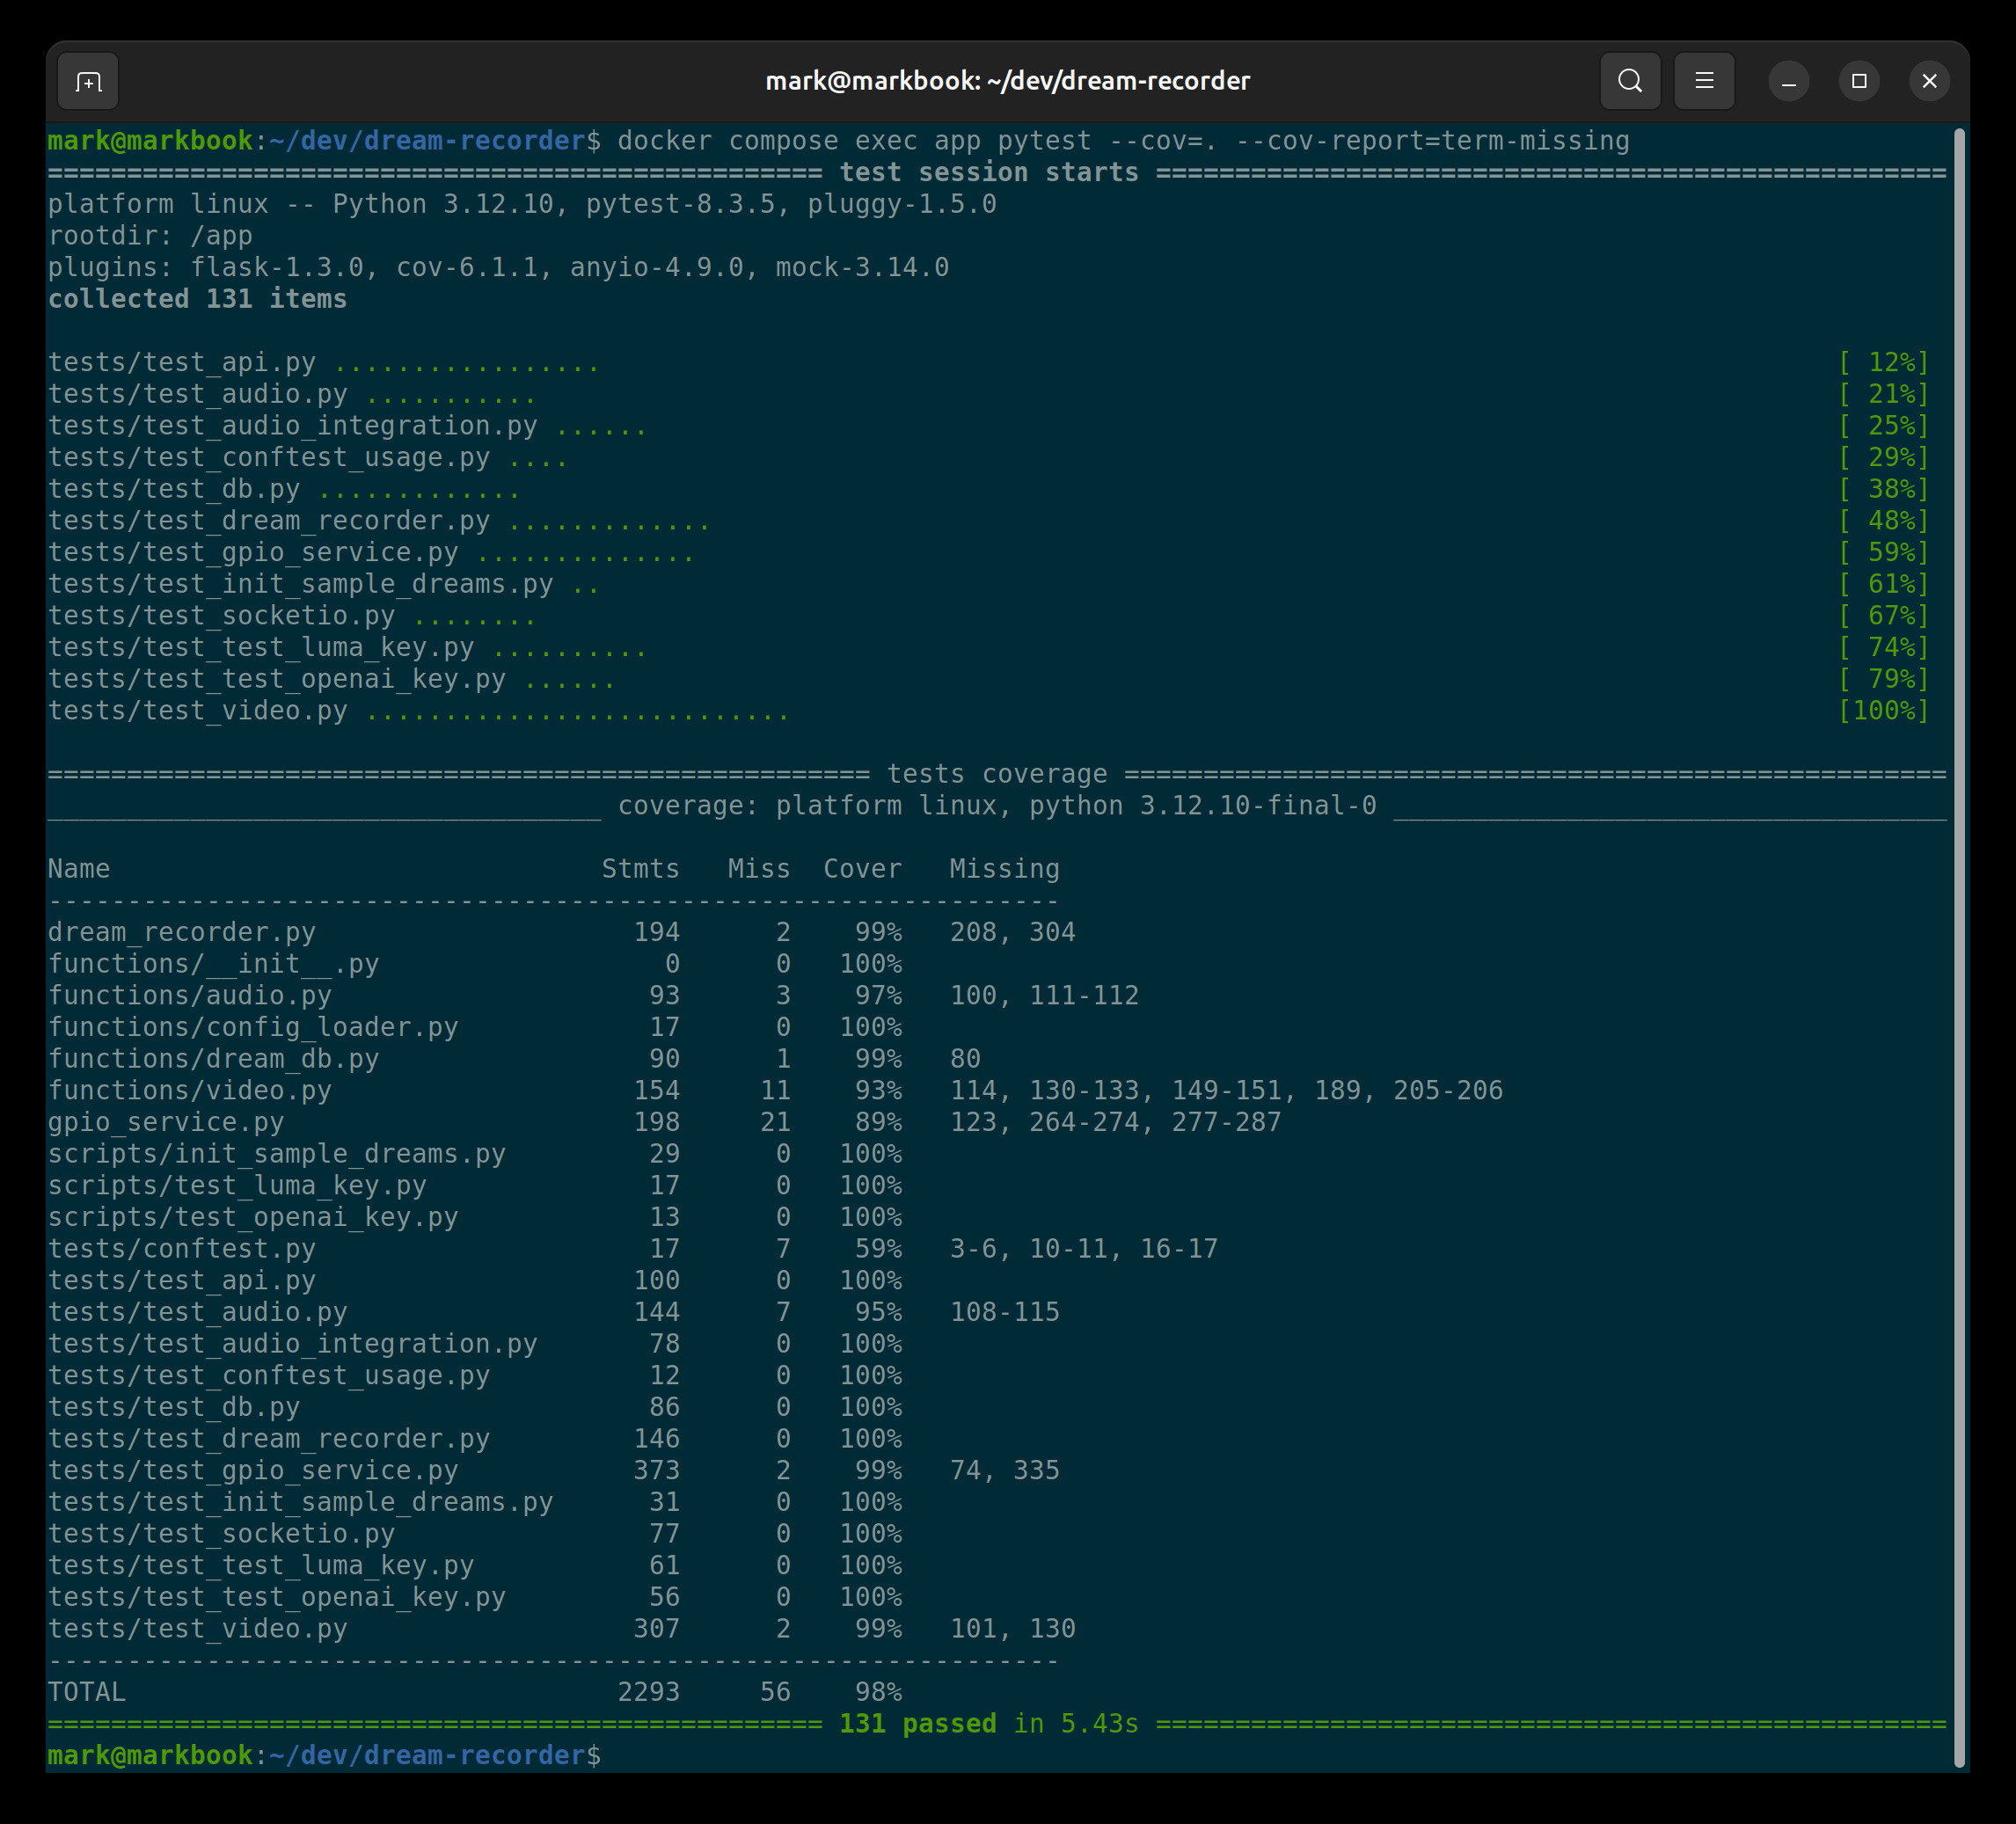 mark@markbook: ~/dev/dream-recorder
mark@markbook:~/dev/dream-recorder$ docker compose exec app pytest --cov=. --cov-report=term-missing
================================================= test session starts ==================================================
platform linux -- Python 3.12.10, pytest-8.3.5, pluggy-1.5.0
rootdir: /app
plugins: flask-1.3.0, cov-6.1.1, anyio-4.9.0, mock-3.14.0
collected 131 items
tests/test_api.py ................. [ 12%]
tests/test_audio.py ........... [ 21%]
tests/test_audio_integration.py ...... [ 25%]
tests/test_conftest_usage.py .... [ 29%]
tests/test_db.py ............. [ 38%]
tests/test_dream_recorder.py ............. [ 48%]
tests/test_gpio_service.py .............. [ 59%]
tests/test_init_sample_dreams.py .. [ 61%]
tests/test_socketio.py ........ [ 67%]
tests/test_test_luma_key.py .......... [ 74%]
tests/test_test_openai_key.py ...... [ 79%]
tests/test_video.py ........................... [100%]
==================================================== tests coverage ====================================================
___________________________________ coverage: platform linux, python 3.12.10-final-0 ___________________________________
Name                               Stmts   Miss  Cover   Missing
----------------------------------------------------------------
dream_recorder.py                    194      2    99%   208, 304
functions/__init__.py                  0      0   100%
functions/audio.py                    93      3    97%   100, 111-112
functions/config_loader.py            17      0   100%
functions/dream_db.py                 90      1    99%   80
functions/video.py                   154     11    93%   114, 130-133, 149-151, 189, 205-206
gpio_service.py                      198     21    89%   123, 264-274, 277-287
scripts/init_sample_dreams.py         29      0   100%
scripts/test_luma_key.py              17      0   100%
scripts/test_openai_key.py            13      0   100%
tests/conftest.py                     17      7    59%   3-6, 10-11, 16-17
tests/test_api.py                    100      0   100%
tests/test_audio.py                  144      7    95%   108-115
tests/test_audio_integration.py       78      0   100%
tests/test_conftest_usage.py          12      0   100%
tests/test_db.py                      86      0   100%
tests/test_dream_recorder.py         146      0   100%
tests/test_gpio_service.py           373      2    99%   74, 335
tests/test_init_sample_dreams.py      31      0   100%
tests/test_socketio.py                77      0   100%
tests/test_test_luma_key.py           61      0   100%
tests/test_test_openai_key.py         56      0   100%
tests/test_video.py                  307      2    99%   101, 130
----------------------------------------------------------------
TOTAL                               2293     56    98%
================================================= 131 passed in 5.43s ==================================================
mark@markbook:~/dev/dream-recorder$